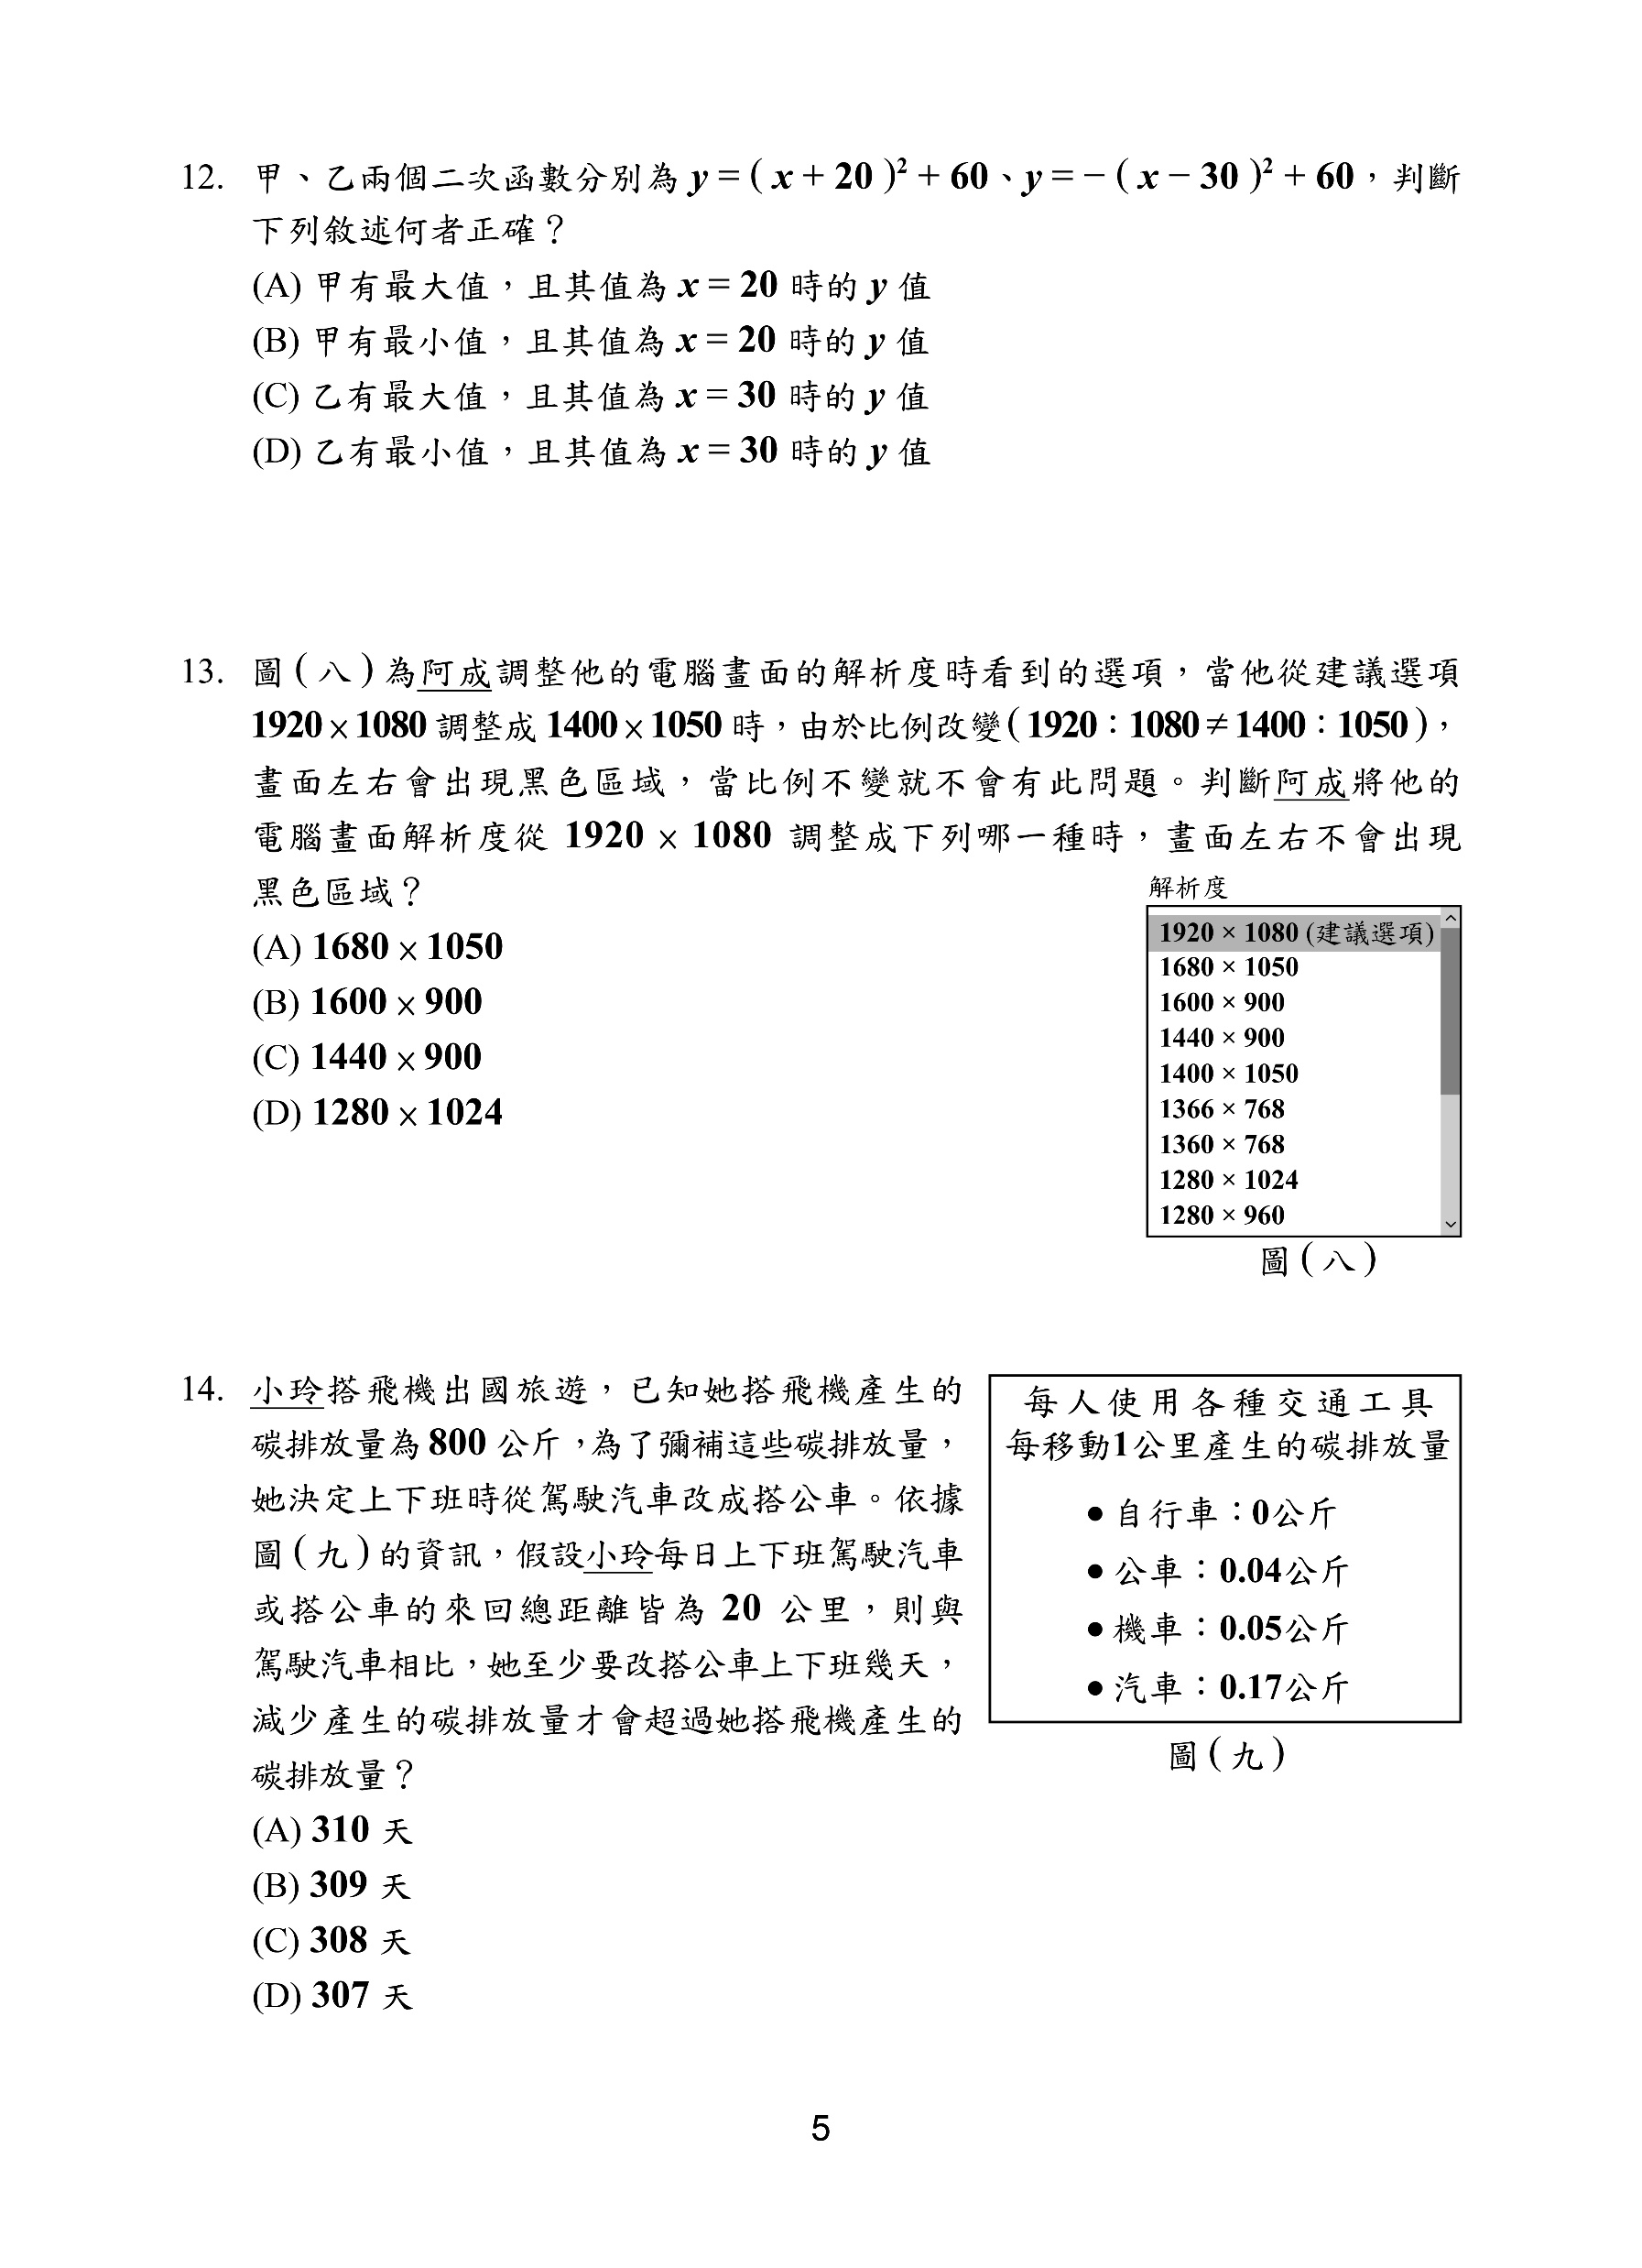 12. 甲、乙兩個二次函數分別為 y = ( x + 20 )² + 60、y = − ( x − 30 )² + 60，判斷
下列敘述何者正確？
(A) 甲有最大值，且其值為 x = 20 時的 y 值
(B) 甲有最小值，且其值為 x = 20 時的 y 值
(C) 乙有最大值，且其值為 x = 30 時的 y 值
(D) 乙有最小值，且其值為 x = 30 時的 y 值
13. 圖（八）為阿成調整他的電腦畫面的解析度時看到的選項，當他從建議選項
1920 × 1080 調整成 1400 × 1050 時，由於比例改變（1920：1080 ≠ 1400：1050），
畫面左右會出現黑色區域，當比例不變就不會有此問題。判斷阿成將他的
電腦畫面解析度從 1920 × 1080 調整成下列哪一種時，畫面左右不會出現
黑色區域？
(A) 1680 × 1050
(B) 1600 × 900
(C) 1440 × 900
(D) 1280 × 1024
解析度
1920 × 1080 (建議選項)
1680 × 1050
1600 × 900
1440 × 900
1400 × 1050
1366 × 768
1360 × 768
1280 × 1024
1280 × 960
圖（八）
14. 小玲搭飛機出國旅遊，已知她搭飛機產生的
碳排放量為 800 公斤，為了彌補這些碳排放量，
她決定上下班時從駕駛汽車改成搭公車。依據
圖（九）的資訊，假設小玲每日上下班駕駛汽車
或搭公車的來回總距離皆為 20 公里，則與
駕駛汽車相比，她至少要改搭公車上下班幾天，
減少產生的碳排放量才會超過她搭飛機產生的
碳排放量？
(A) 310 天
(B) 309 天
(C) 308 天
(D) 307 天
每人使用各種交通工具
每移動1公里產生的碳排放量
● 自行車：0公斤
● 公車：0.04公斤
● 機車：0.05公斤
● 汽車：0.17公斤
圖（九）
5